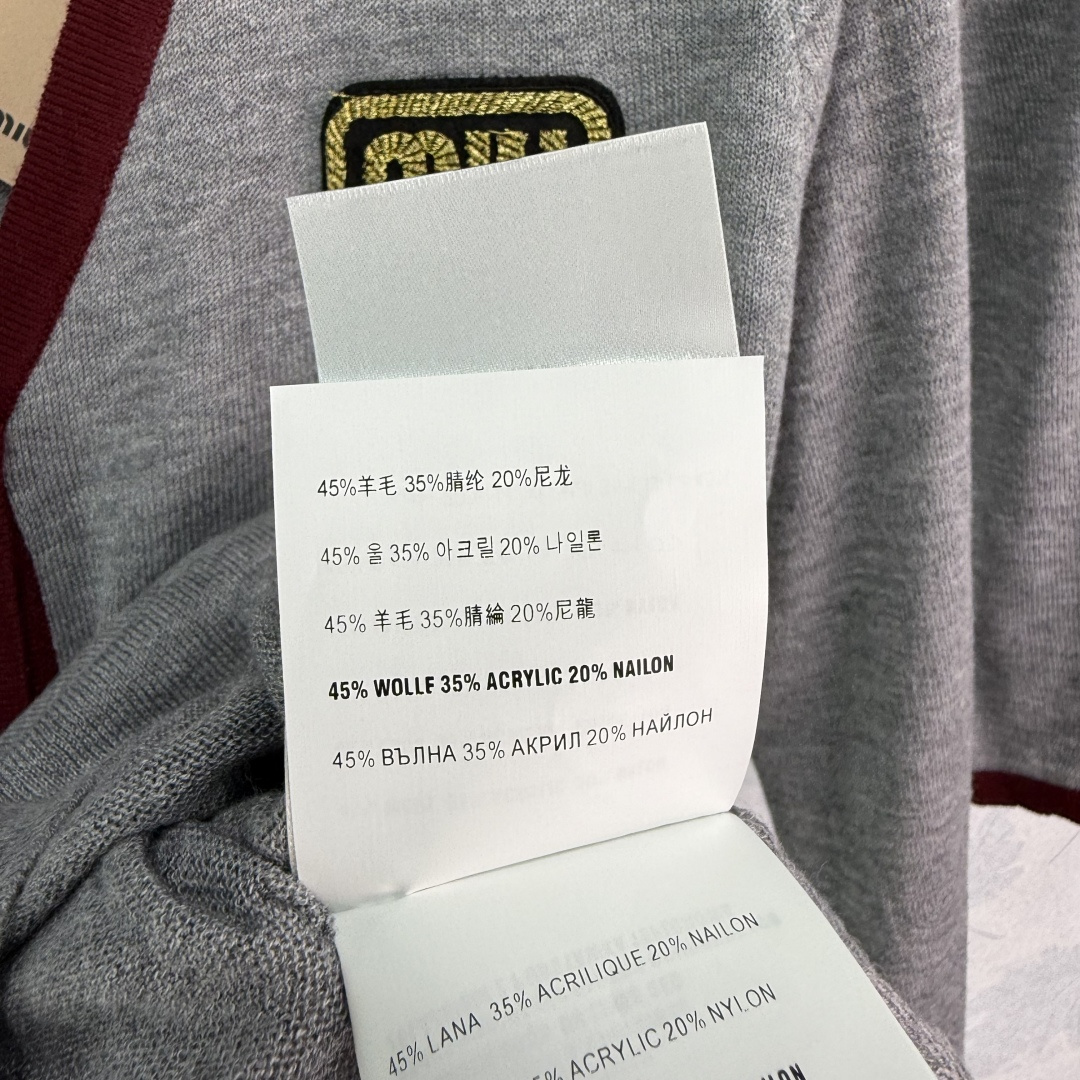 45%羊毛 35%腈纶 20%尼龙
45% 울 35% 아크릴 20% 나일론
45% 羊毛 35%腈綸 20%尼龍
45% WOLLE 35% ACRYLIC 20% NAILON
45% ВЪЛНА 35% АКРИЛ 20% НАЙЛОН
45% LANA 35% ACRILIQUE 20% NAILON
ACRYLIC 20% NYLON